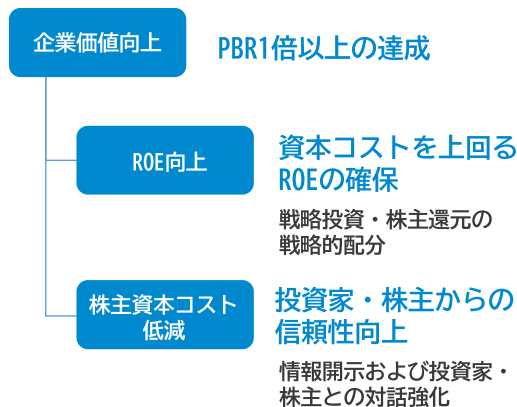 企業価値向上
PBR1倍以上の達成
ROE向上
資本コストを上回る
ROEの確保
戦略投資・株主還元の
戦略的配分
株主資本コスト
低減
投資家・株主からの
信頼性向上
情報開示および投資家・
株主との対話強化